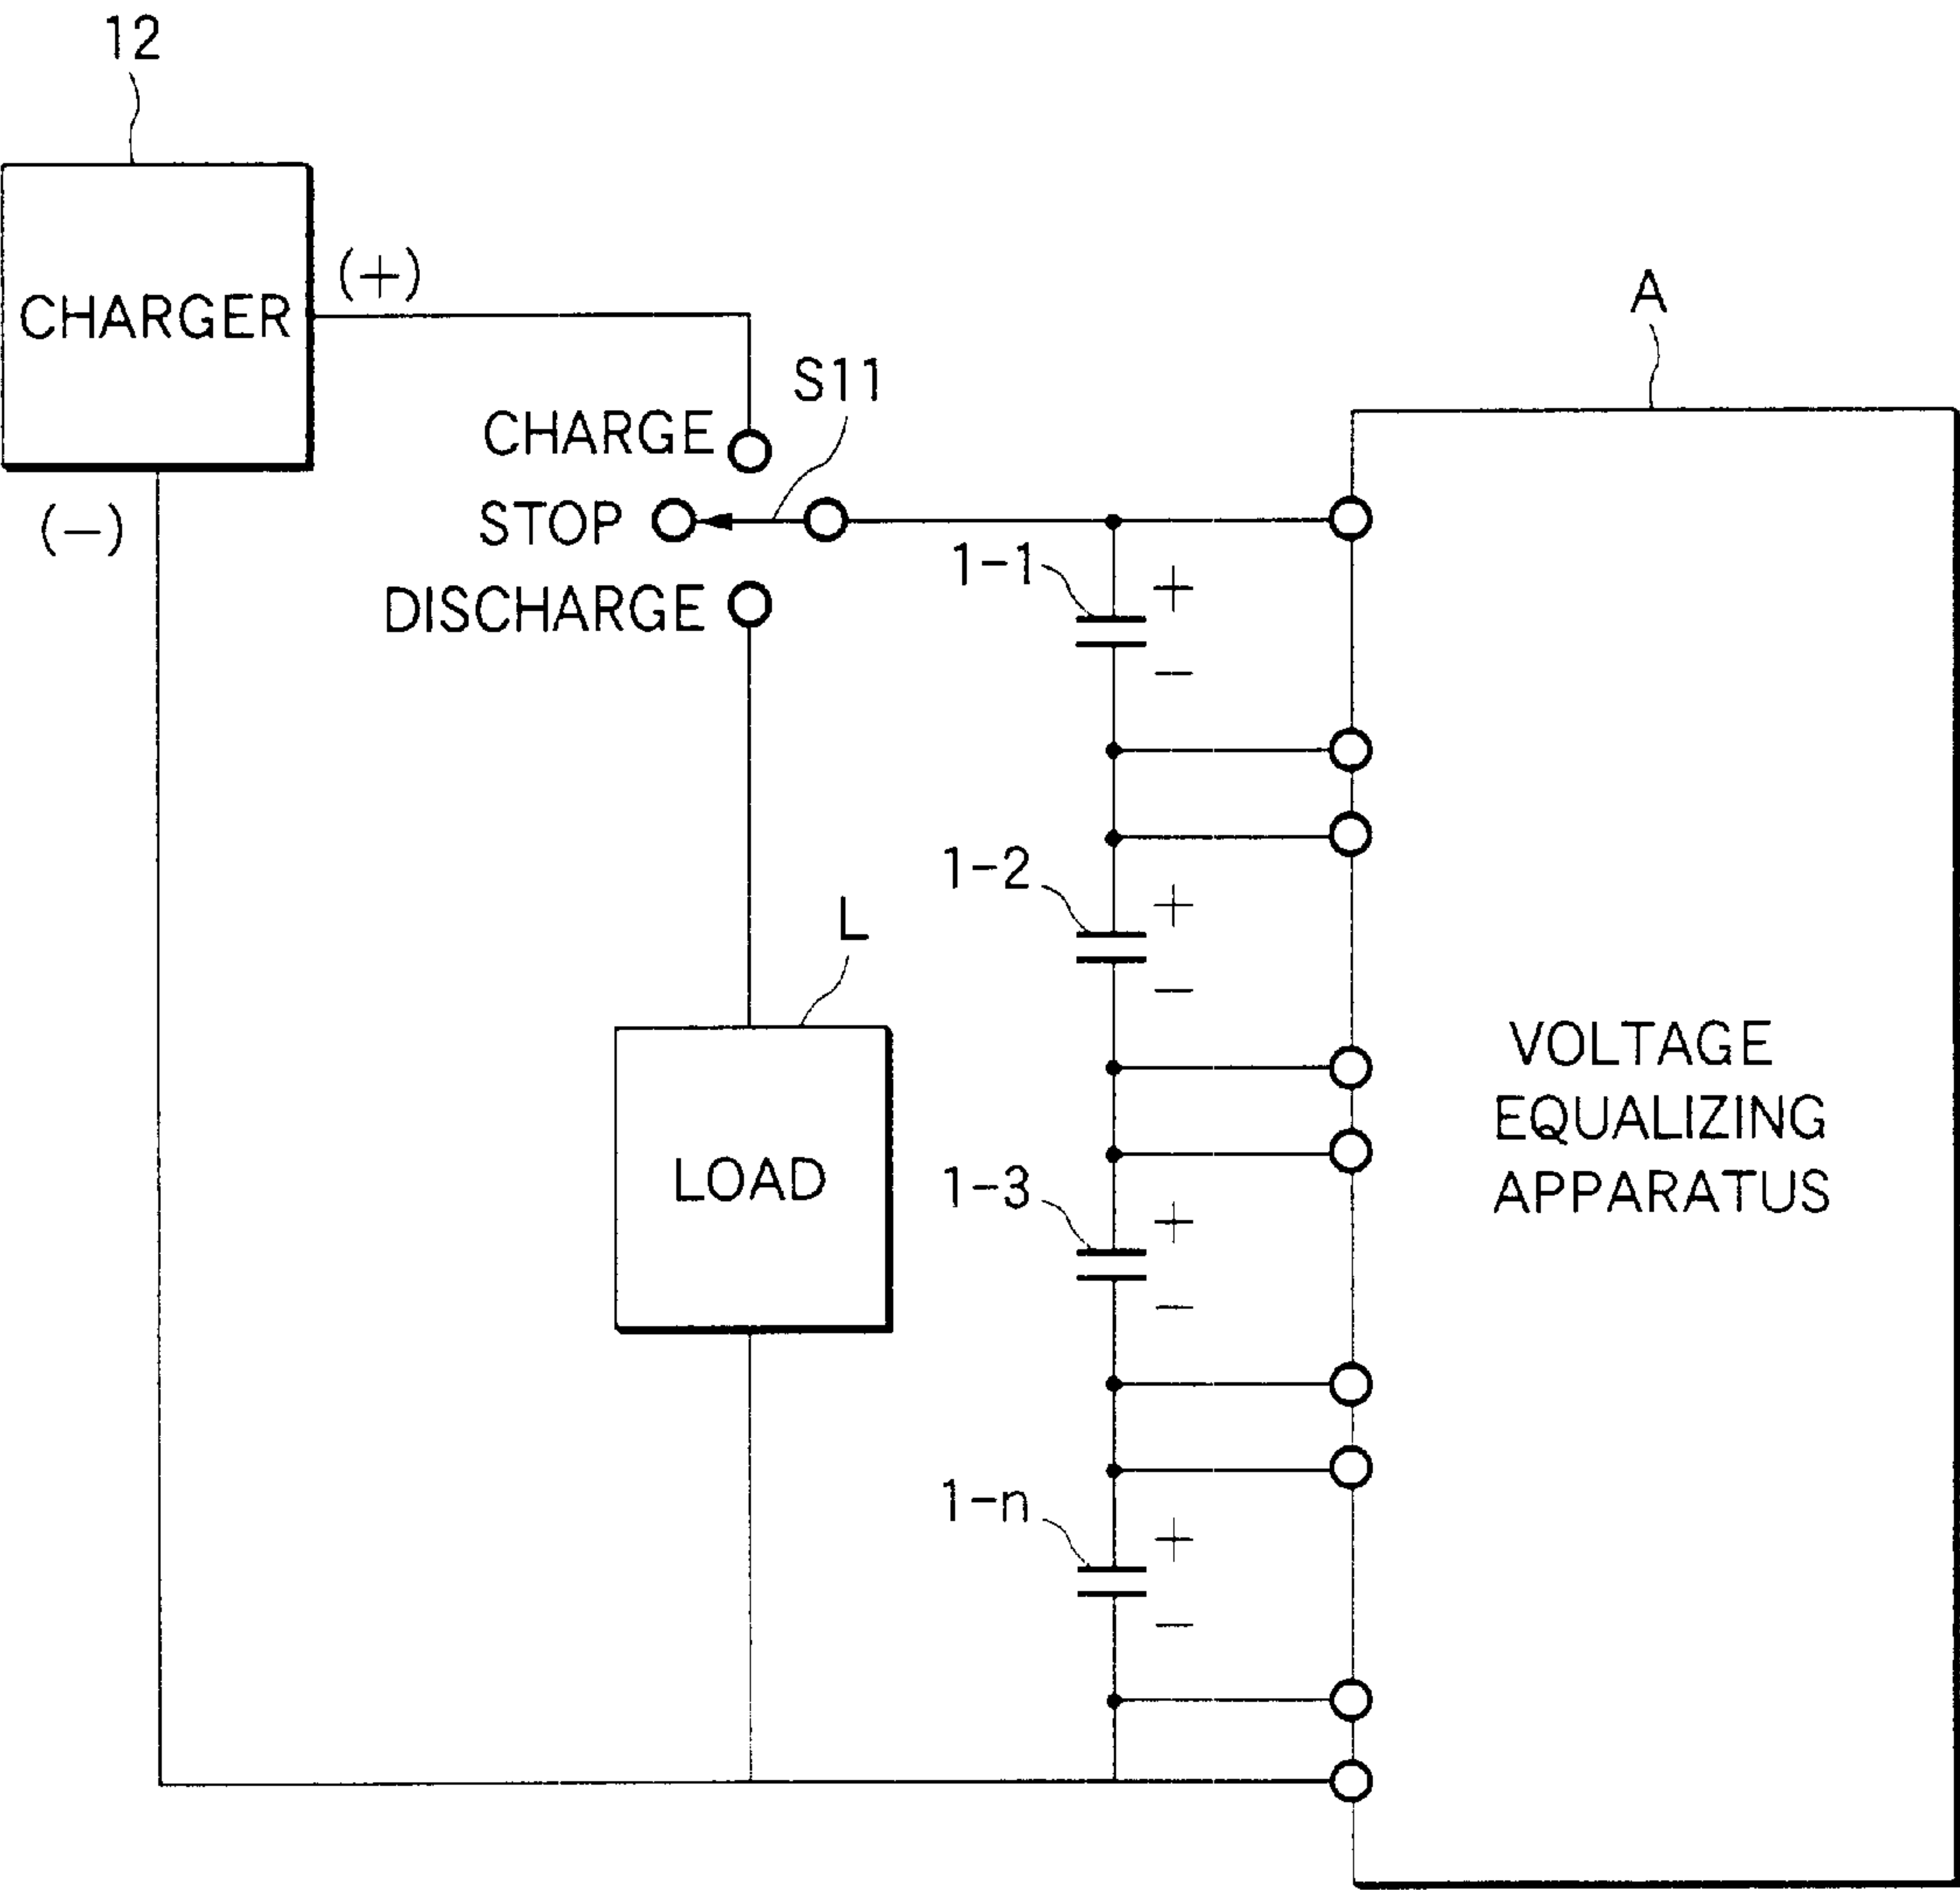 12
CHARGER
(+)
(−)
S11
CHARGE
STOP
DISCHARGE
A
1-1
+
−
1-2
+
−
L
LOAD
VOLTAGE
EQUALIZING
APPARATUS
1-3
+
−
1-n
+
−